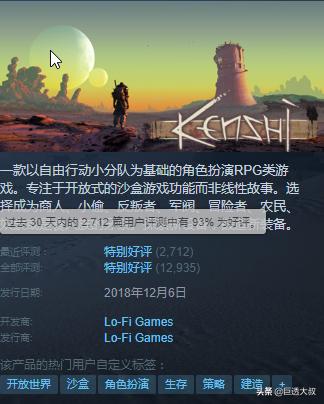 KENSHI
一款以自由行动小分队为基础的角色扮演RPG类游
戏。专注于开放式的沙盒游戏功能而非线性故事。选
择成为商人、小偷、反叛者、军阀、冒险者、农民、
过去 30 天内的 2,712 篇用户评测中有 93% 为好评。
装备。
最近评测: 特别好评 (2,712)
全部评测: 特别好评 (12,935)
发行日期: 2018年12月6日
开发商: Lo-Fi Games
发行商: Lo-Fi Games
该产品的热门用户自定义标签:
开放世界 沙盒 角色扮演 生存 策略 建造 +
头条 @巨透大叔